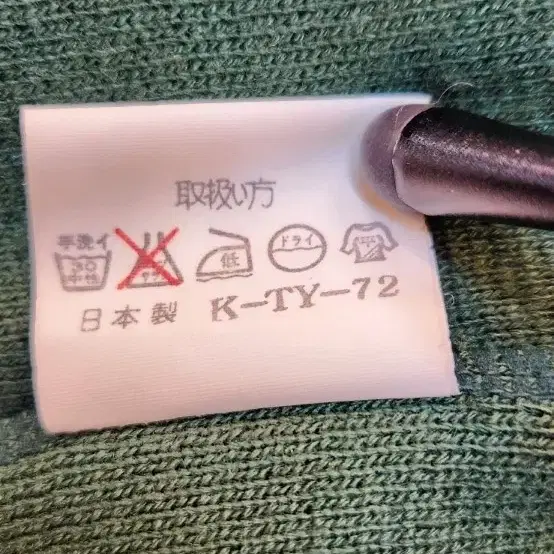 取扱い方
手洗イ
30
中性
低
ドライ
日本製 K-TY-72